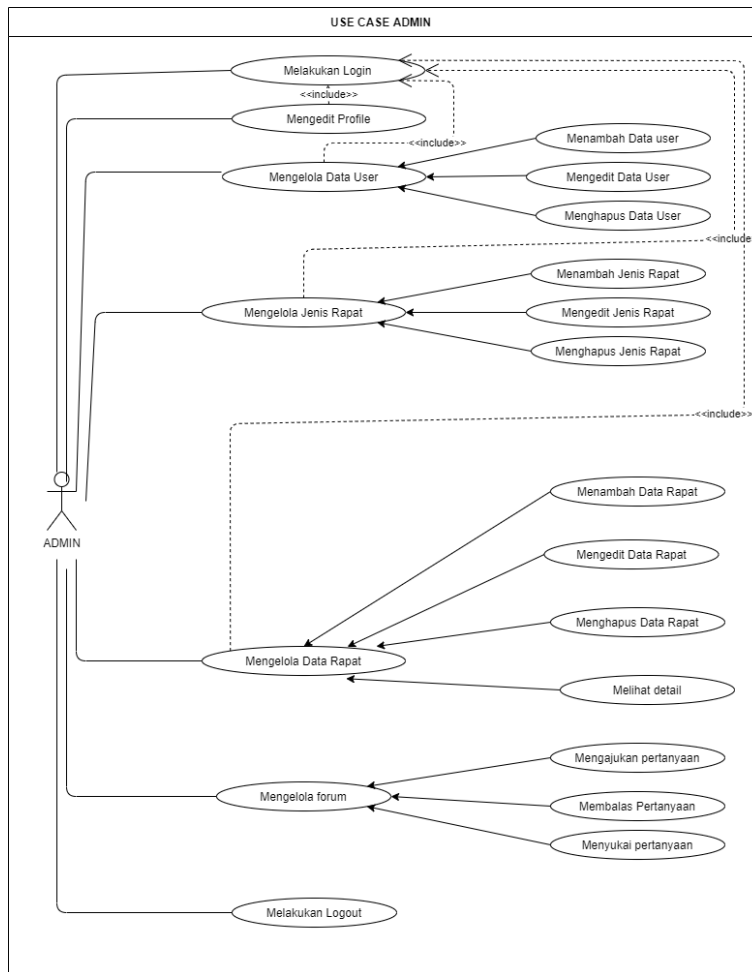 USE CASE ADMIN
Melakukan Login
<<include>>
Mengedit Profile
<<include>>
Menambah Data user
Mengelola Data User
Mengedit Data User
Menghapus Data User
<<include
Menambah Jenis Rapat
Mengelola Jenis Rapat
Mengedit Jenis Rapat
Menghapus Jenis Rapat
<<include>>
Menambah Data Rapat
ADMIN
Mengedit Data Rapat
Menghapus Data Rapat
Mengelola Data Rapat
Melihat detail
Mengajukan pertanyaan
Mengelola forum
Membalas Pertanyaan
Menyukai pertanyaan
Melakukan Logout